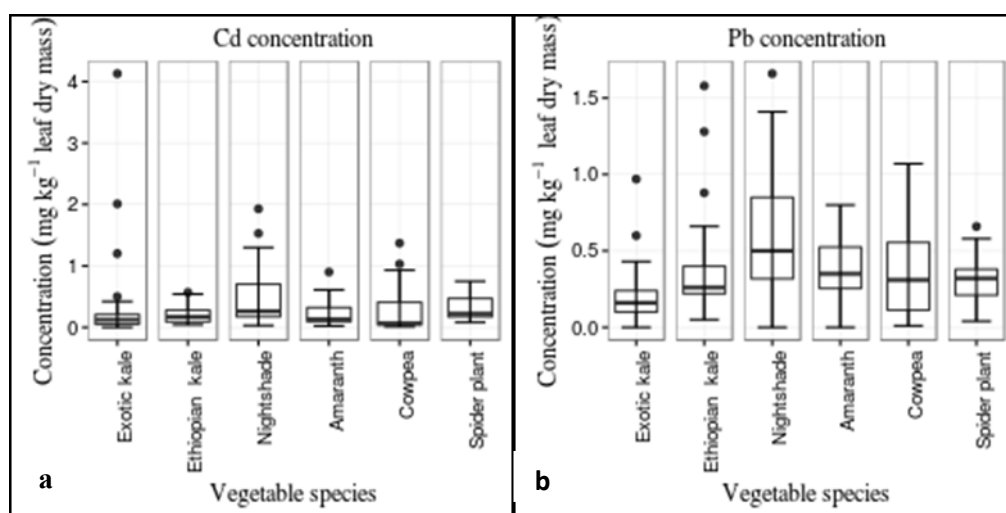 Cd concentration
Concentration (mg kg⁻¹ leaf dry mass)
4
3
2
1
0
Exotic kale
Ethiopian kale
Nightshade
Amaranth
Cowpea
Spider plant
Vegetable species
a
Pb concentration
Concentration (mg kg⁻¹ leaf dry mass)
1.5
1.0
0.5
0.0
Exotic kale
Ethiopian kale
Nightshade
Amaranth
Cowpea
Spider plant
Vegetable species
b